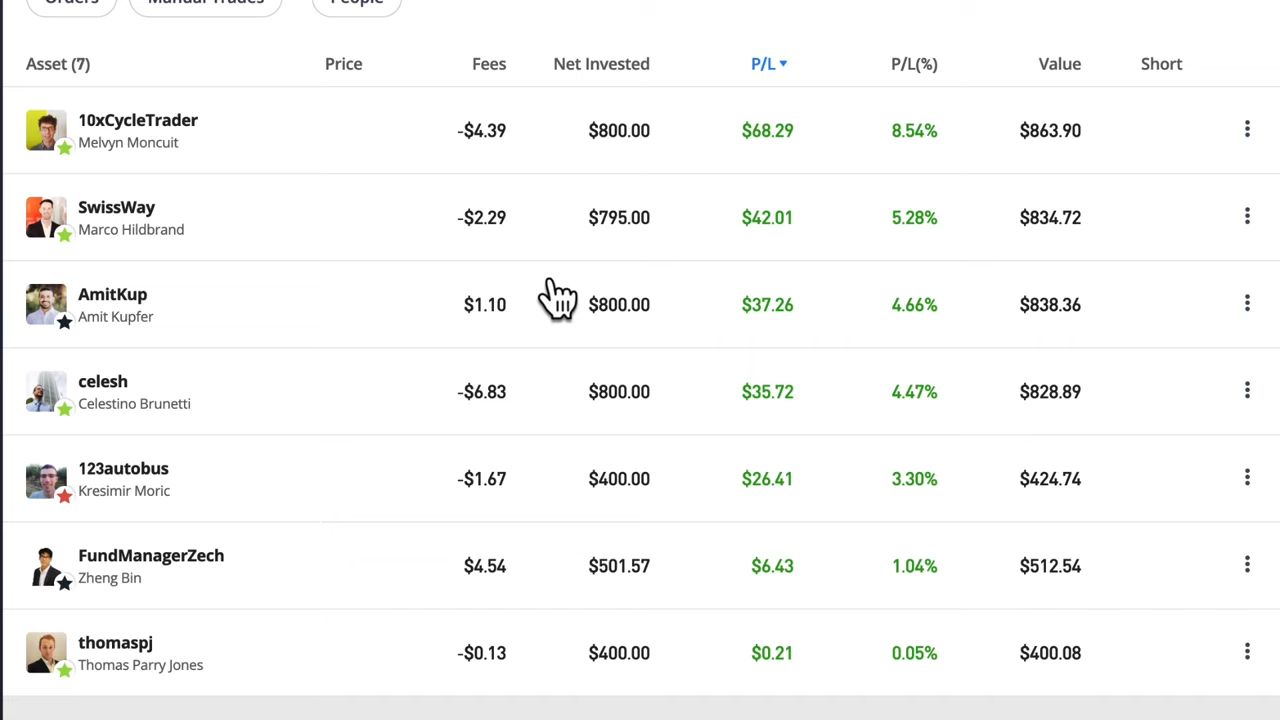 Orders Manual Trades People
Asset (7) Price Fees Net Invested P/L P/L(%) Value Short
10xCycleTrader
Melvyn Moncuit
-$4.39 $800.00 $68.29 8.54% $863.90
SwissWay
Marco Hildbrand
-$2.29 $795.00 $42.01 5.28% $834.72
AmitKup
Amit Kupfer
$1.10 $800.00 $37.26 4.66% $838.36
celesh
Celestino Brunetti
-$6.83 $800.00 $35.72 4.47% $828.89
123autobus
Kresimir Moric
-$1.67 $400.00 $26.41 3.30% $424.74
FundManagerZech
Zheng Bin
$4.54 $501.57 $6.43 1.04% $512.54
thomaspj
Thomas Parry Jones
-$0.13 $400.00 $0.21 0.05% $400.08